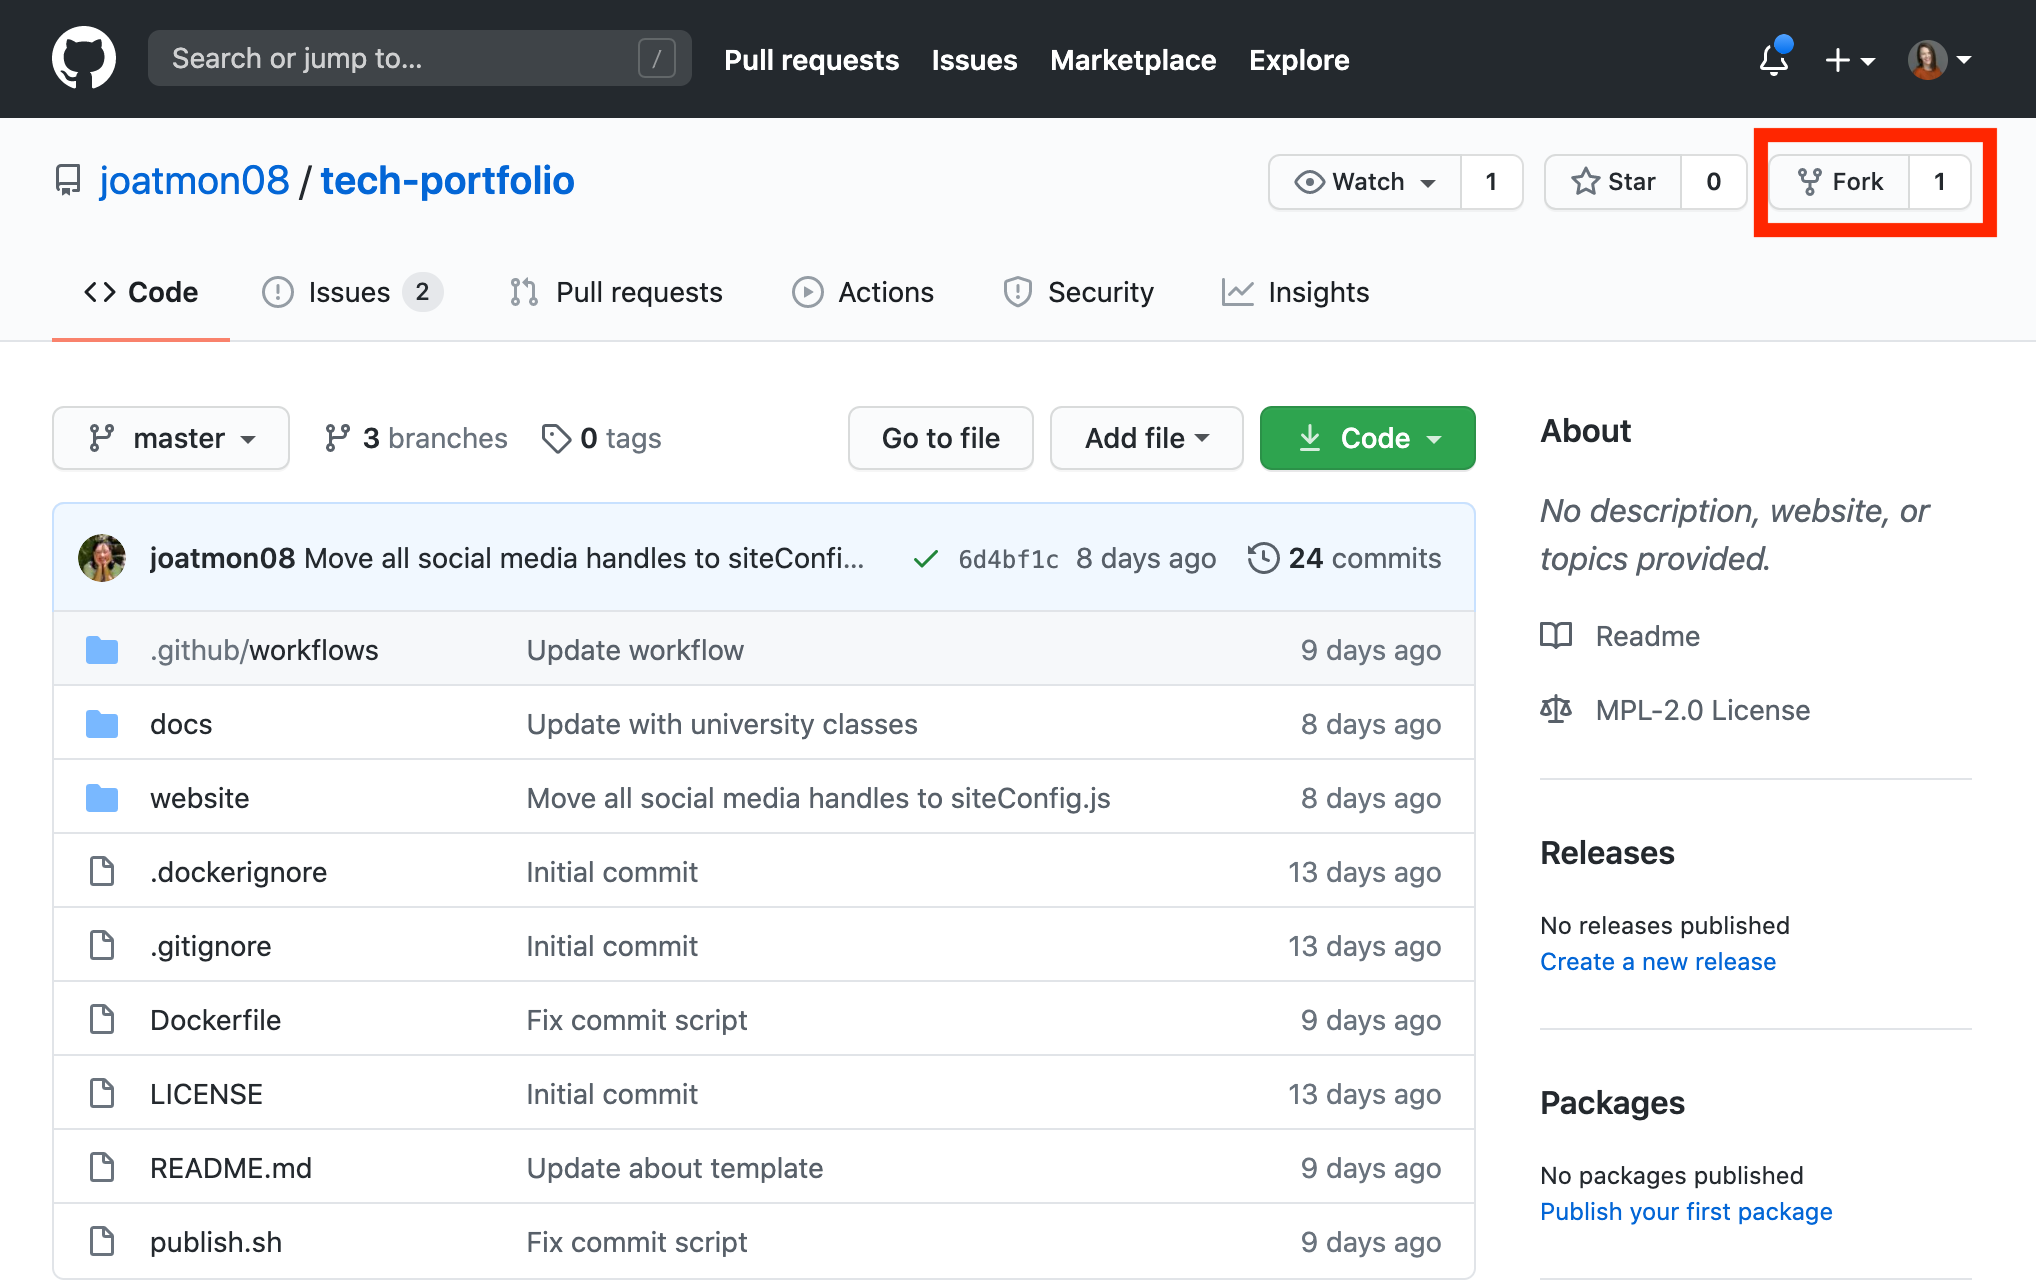 Search or jump to... / Pull requests Issues Marketplace Explore
joatmon08 / tech-portfolio Watch 1 Star 0 Fork 1
Code Issues 2 Pull requests Actions Security Insights
master 3 branches 0 tags Go to file Add file Code
joatmon08 Move all social media handles to siteConfi... 6d4bf1c 8 days ago 24 commits
.github/workflows Update workflow 9 days ago
docs Update with university classes 8 days ago
website Move all social media handles to siteConfig.js 8 days ago
.dockerignore Initial commit 13 days ago
.gitignore Initial commit 13 days ago
Dockerfile Fix commit script 9 days ago
LICENSE Initial commit 13 days ago
README.md Update about template 9 days ago
publish.sh Fix commit script 9 days ago
About
No description, website, or
topics provided.
Readme
MPL-2.0 License
Releases
No releases published
Create a new release
Packages
No packages published
Publish your first package